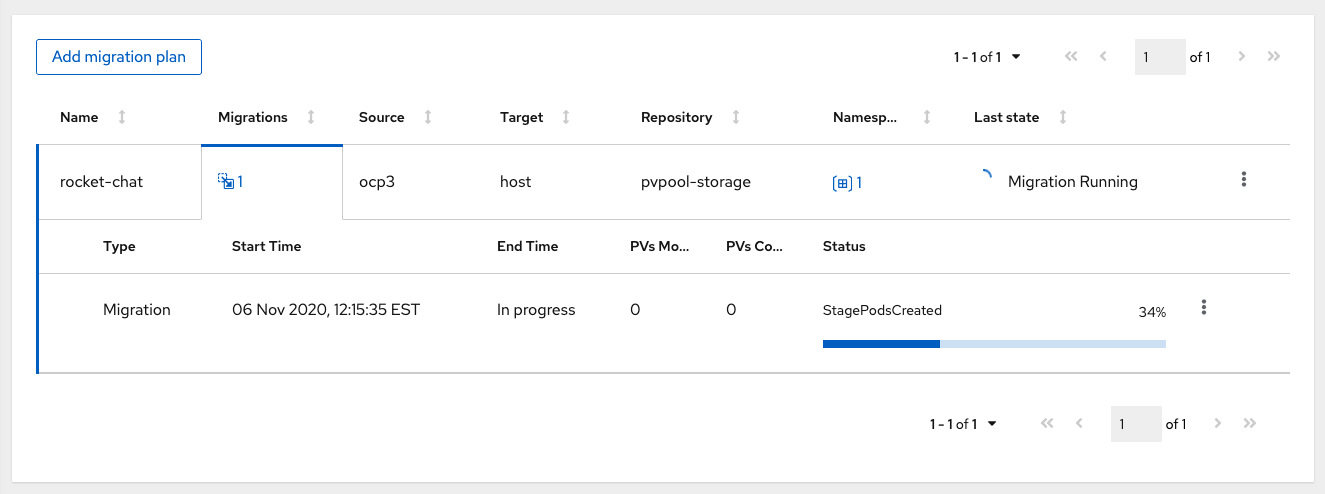 Add migration plan 1 - 1 of 1 1 of 1
Name Migrations Source Target Repository Namesp... Last state
rocket-chat 1 ocp3 host pvpool-storage 1 Migration Running
Type Start Time End Time PVs Mo... PVs Co... Status
Migration 06 Nov 2020, 12:15:35 EST In progress 0 0 StagePodsCreated 34%
1 - 1 of 1 1 of 1